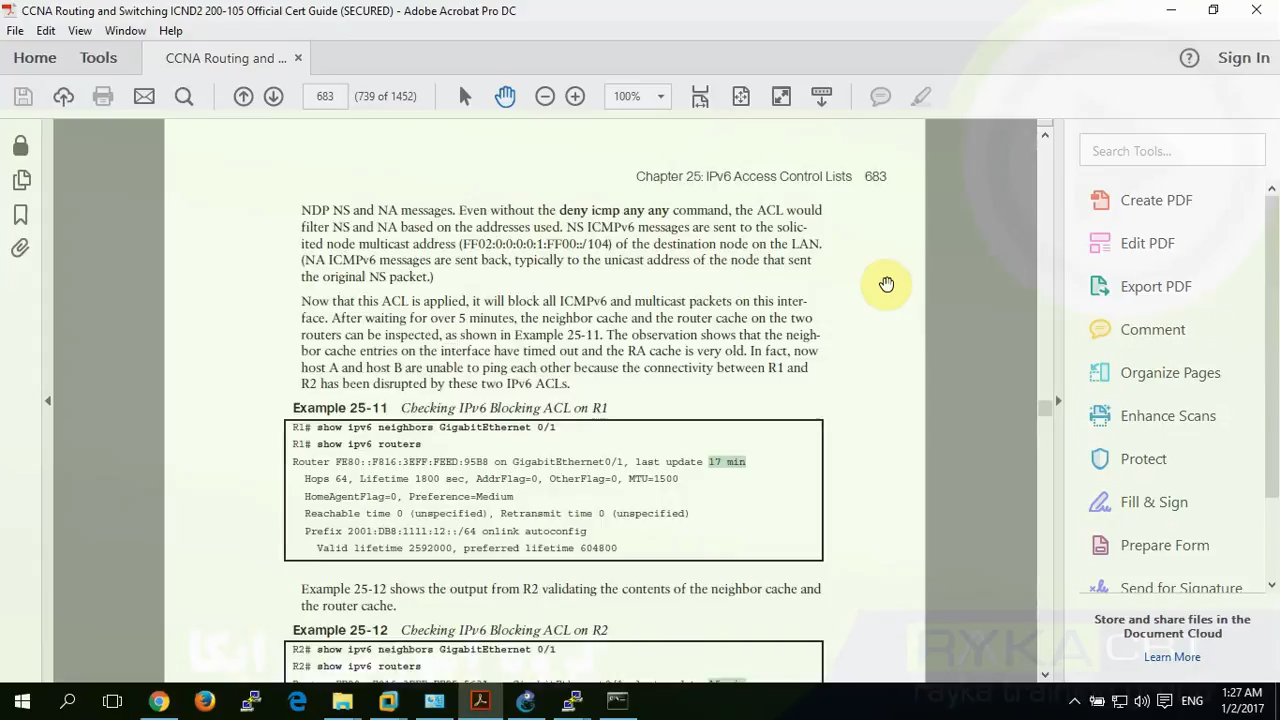 CCNA Routing and Switching ICND2 200-105 Official Cert Guide (SECURED) - Adobe Acrobat Pro DC
File Edit View Window Help
Home Tools CCNA Routing and ... × Sign In
683 (739 of 1452) 100%
Chapter 25: IPv6 Access Control Lists 683
NDP NS and NA messages. Even without the deny icmp any any command, the ACL would
filter NS and NA based on the addresses used. NS ICMPv6 messages are sent to the solic-
ited node multicast address (FF02:0:0:0:0:1:FF00::/104) of the destination node on the LAN.
(NA ICMPv6 messages are sent back, typically to the unicast address of the node that sent
the original NS packet.)
Now that this ACL is applied, it will block all ICMPv6 and multicast packets on this inter-
face. After waiting for over 5 minutes, the neighbor cache and the router cache on the two
routers can be inspected, as shown in Example 25-11. The observation shows that the neigh-
bor cache entries on the interface have timed out and the RA cache is very old. In fact, now
host A and host B are unable to ping each other because the connectivity between R1 and
R2 has been disrupted by these two IPv6 ACLs.
Example 25-11 Checking IPv6 Blocking ACL on R1
R1# show ipv6 neighbors GigabitEthernet 0/1
R1# show ipv6 routers
Router FE80::F816:3EFF:FEED:95B8 on GigabitEthernet0/1, last update 17 min
Hops 64, Lifetime 1800 sec, AddrFlag=0, OtherFlag=0, MTU=1500
HomeAgentFlag=0, Preference=Medium
Reachable time 0 (unspecified), Retransmit time 0 (unspecified)
Prefix 2001:DB8:1111:12::/64 onlink autoconfig
Valid lifetime 2592000, preferred lifetime 604800
Example 25-12 shows the output from R2 validating the contents of the neighbor cache and
the router cache.
Example 25-12 Checking IPv6 Blocking ACL on R2
R2# show ipv6 neighbors GigabitEthernet 0/1
R2# show ipv6 routers
Search Tools...
Create PDF
Edit PDF
Export PDF
Comment
Organize Pages
Enhance Scans
Protect
Fill & Sign
Prepare Form
Send for Signature
Store and share files in the
Document Cloud
Learn More
RYKA CRT
ENG
1:27 AM
1/2/2017